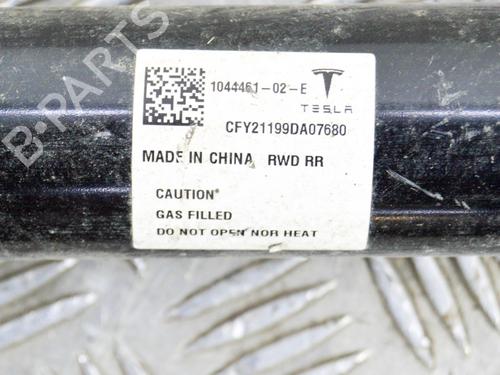 B-PARTS
1044461-02-E
TESLA
CFY21199DA07680
MADE IN CHINA RWD RR
CAUTION*
GAS FILLED
DO NOT OPEN NOR HEAT